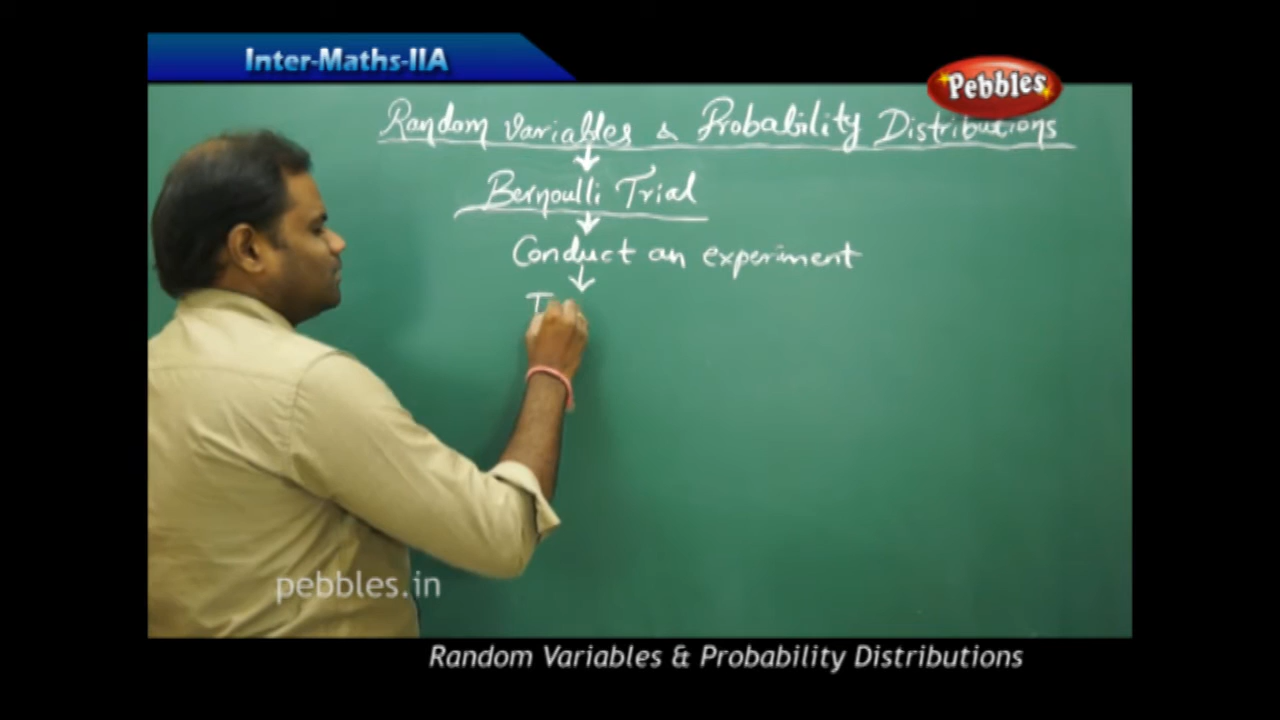 Inter-Maths-IIA
Pebbles
Random Variables & Probability Distributions
Bernoulli Trial
Conduct an experiment
pebbles.in
Random Variables & Probability Distributions